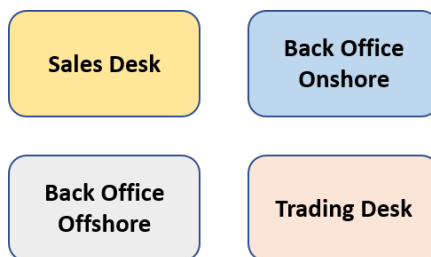 Sales Desk
Back Office
Onshore
Back Office
Offshore
Trading Desk